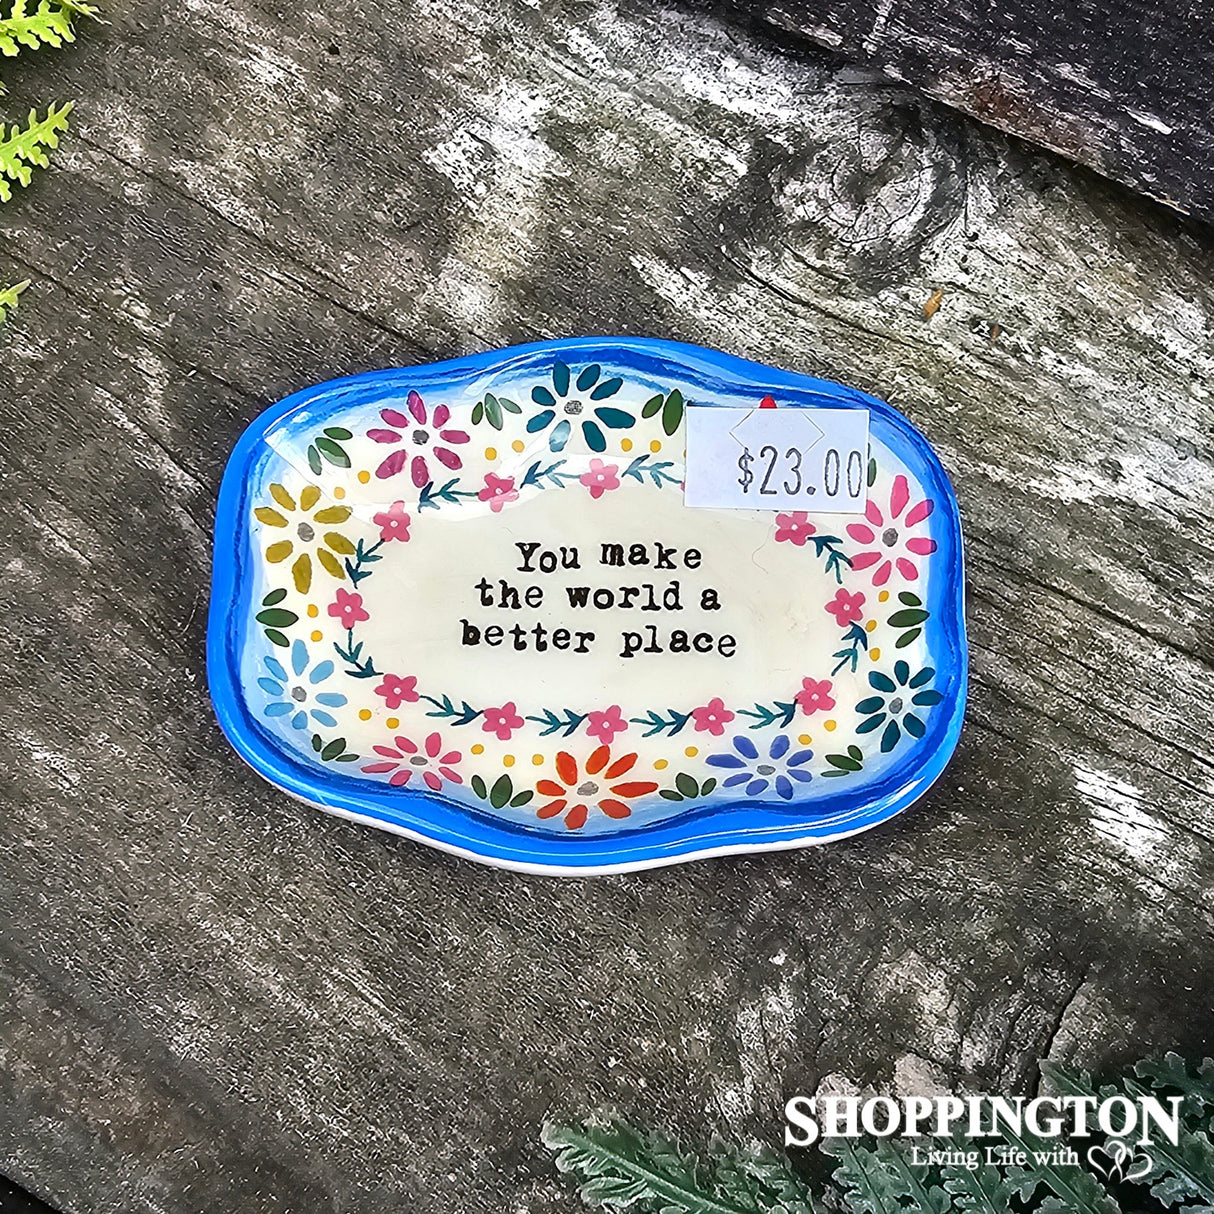 $23.00
You make
the world a
better place
SHOPPINGTON
Living Life with